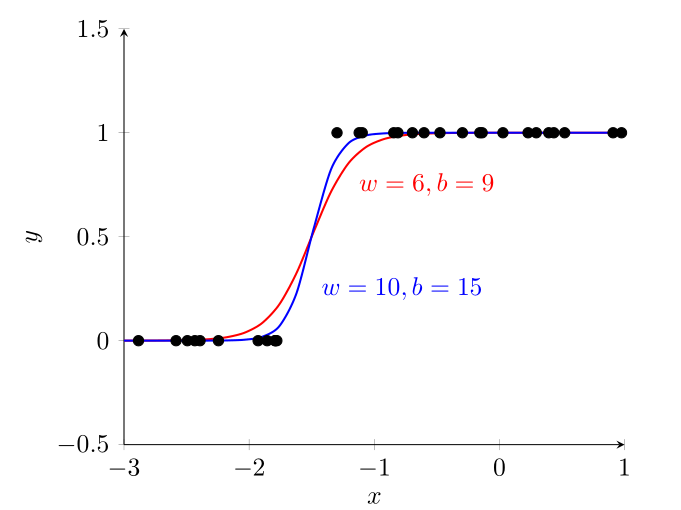 1.5
1
0.5
0
−0.5
y
w = 6, b = 9
w = 10, b = 15
−3 −2 −1 0 1
x